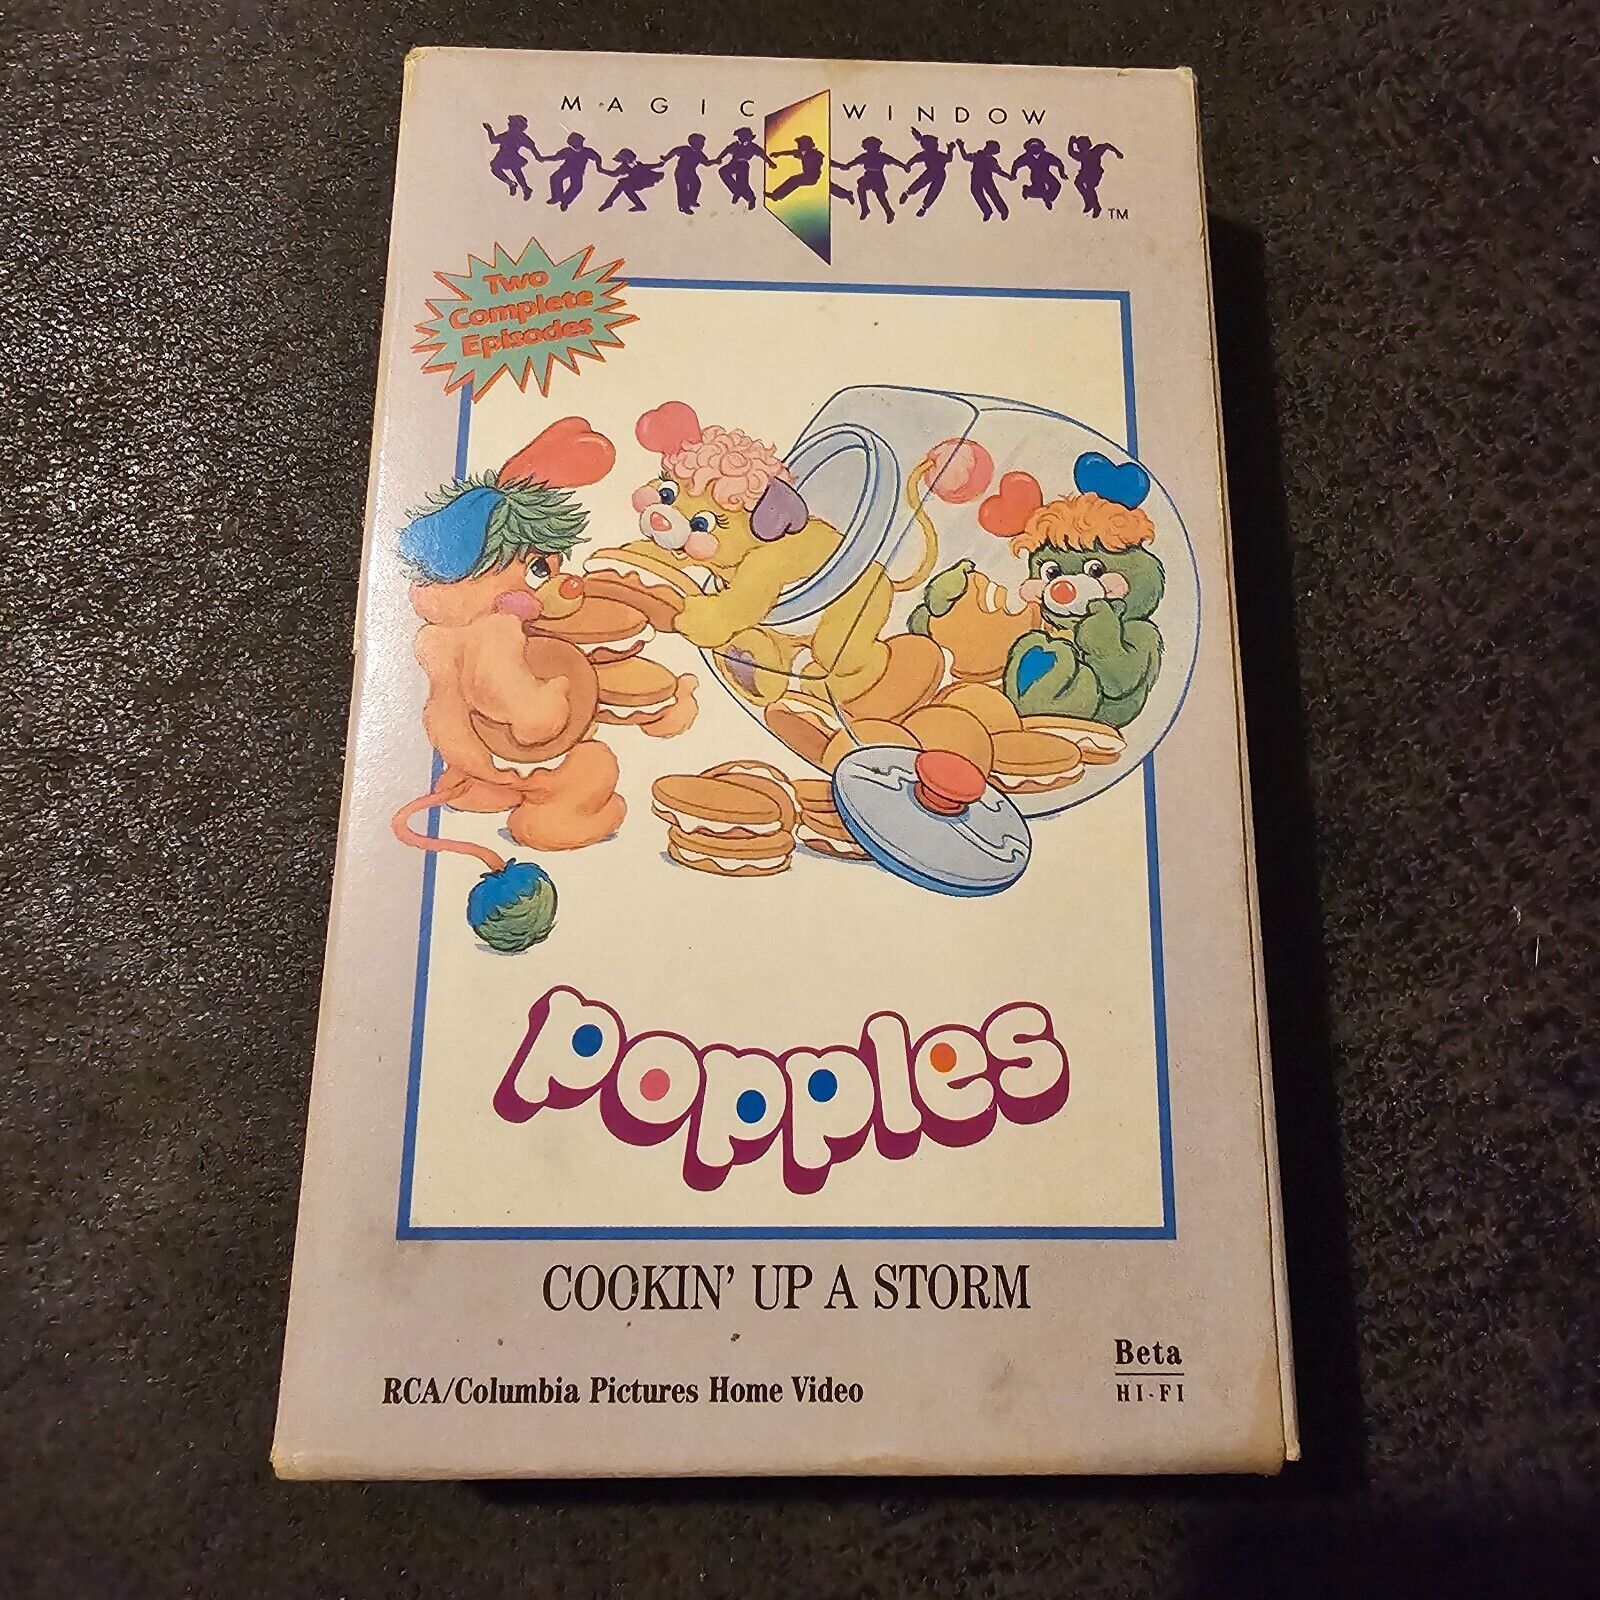 MAGIC WINDOW
TM
Two
Complete
Episodes
popples
COOKIN' UP A STORM
Beta
HI-FI
RCA/Columbia Pictures Home Video